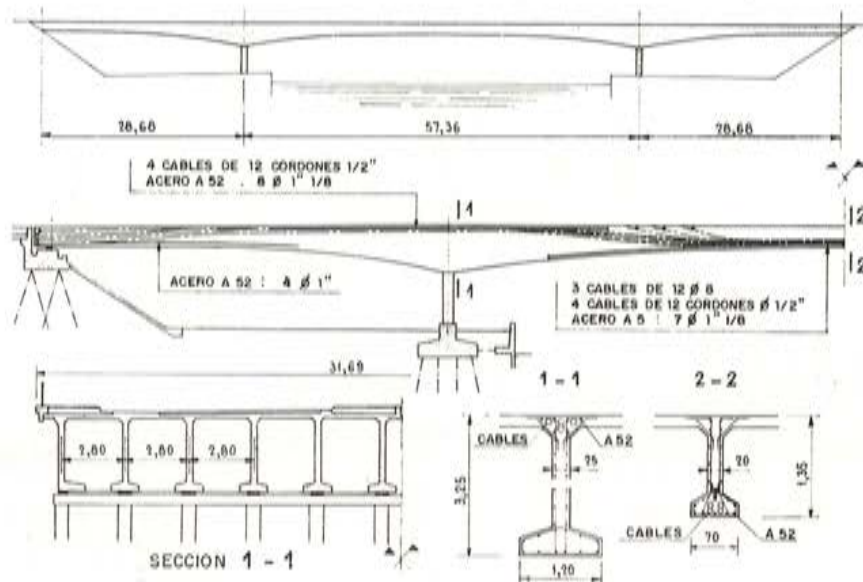 28,68
57,36
28,68
4 CABLES DE 12 CORDONES 1/2"
ACERO A 52 . 8 Ø 1" 1/8
1
2
ACERO A 52 : 4 Ø 1"
1
2
3 CABLES DE 12 Ø 8
4 CABLES DE 12 CORDONES Ø 1/2"
ACERO A 5 : 7 Ø 1" 1/8
31,69
1 - 1
2 - 2
2,80
2,80
2,80
CABLES
A 52
25
3,25
20
1,35
CABLES
A 52
70
1,20
SECCION 1 - 1